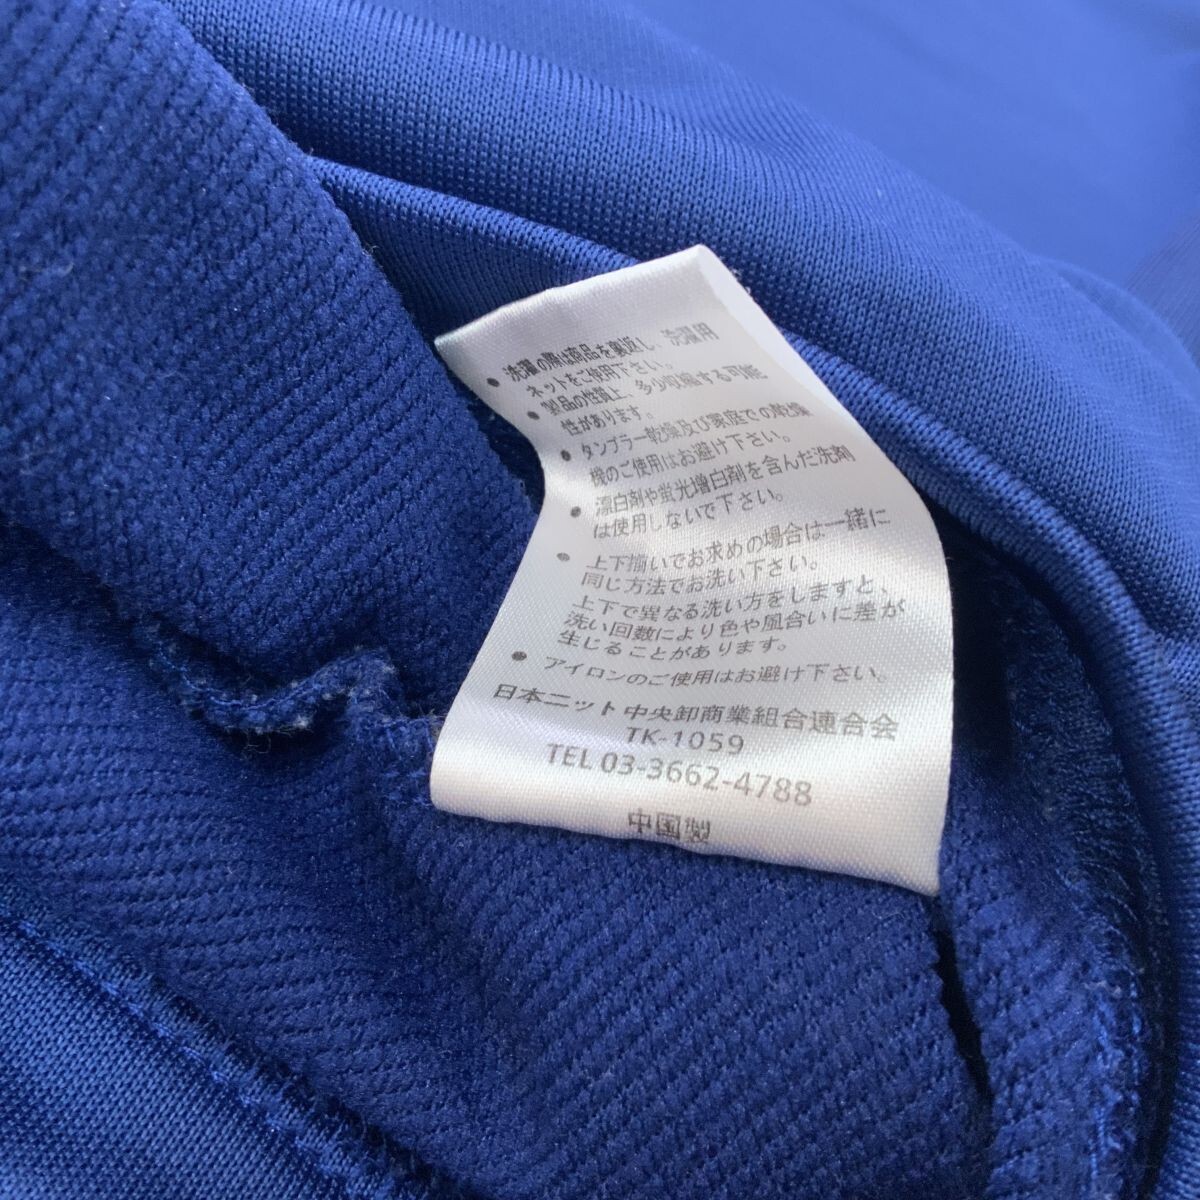 ● 洗濯の際は商品を裏返し、洗濯用
ネットをご使用下さい。
● 製品の性質上、多少収縮する可能
性があります。
● タンブラー乾燥及び家庭での乾燥
機のご使用はお避け下さい。
● 漂白剤や蛍光増白剤を含んだ洗剤
は使用しないで下さい。
● 上下揃いでお求めの場合は一緒に
同じ方法でお洗い下さい。
上下で異なる洗い方をしますと、
洗い回数により色や風合いに差が
生じることがあります。
● アイロンのご使用はお避け下さい。
日本ニット中央卸商業組合連合会
TK-1059
TEL 03-3662-4788
中国製